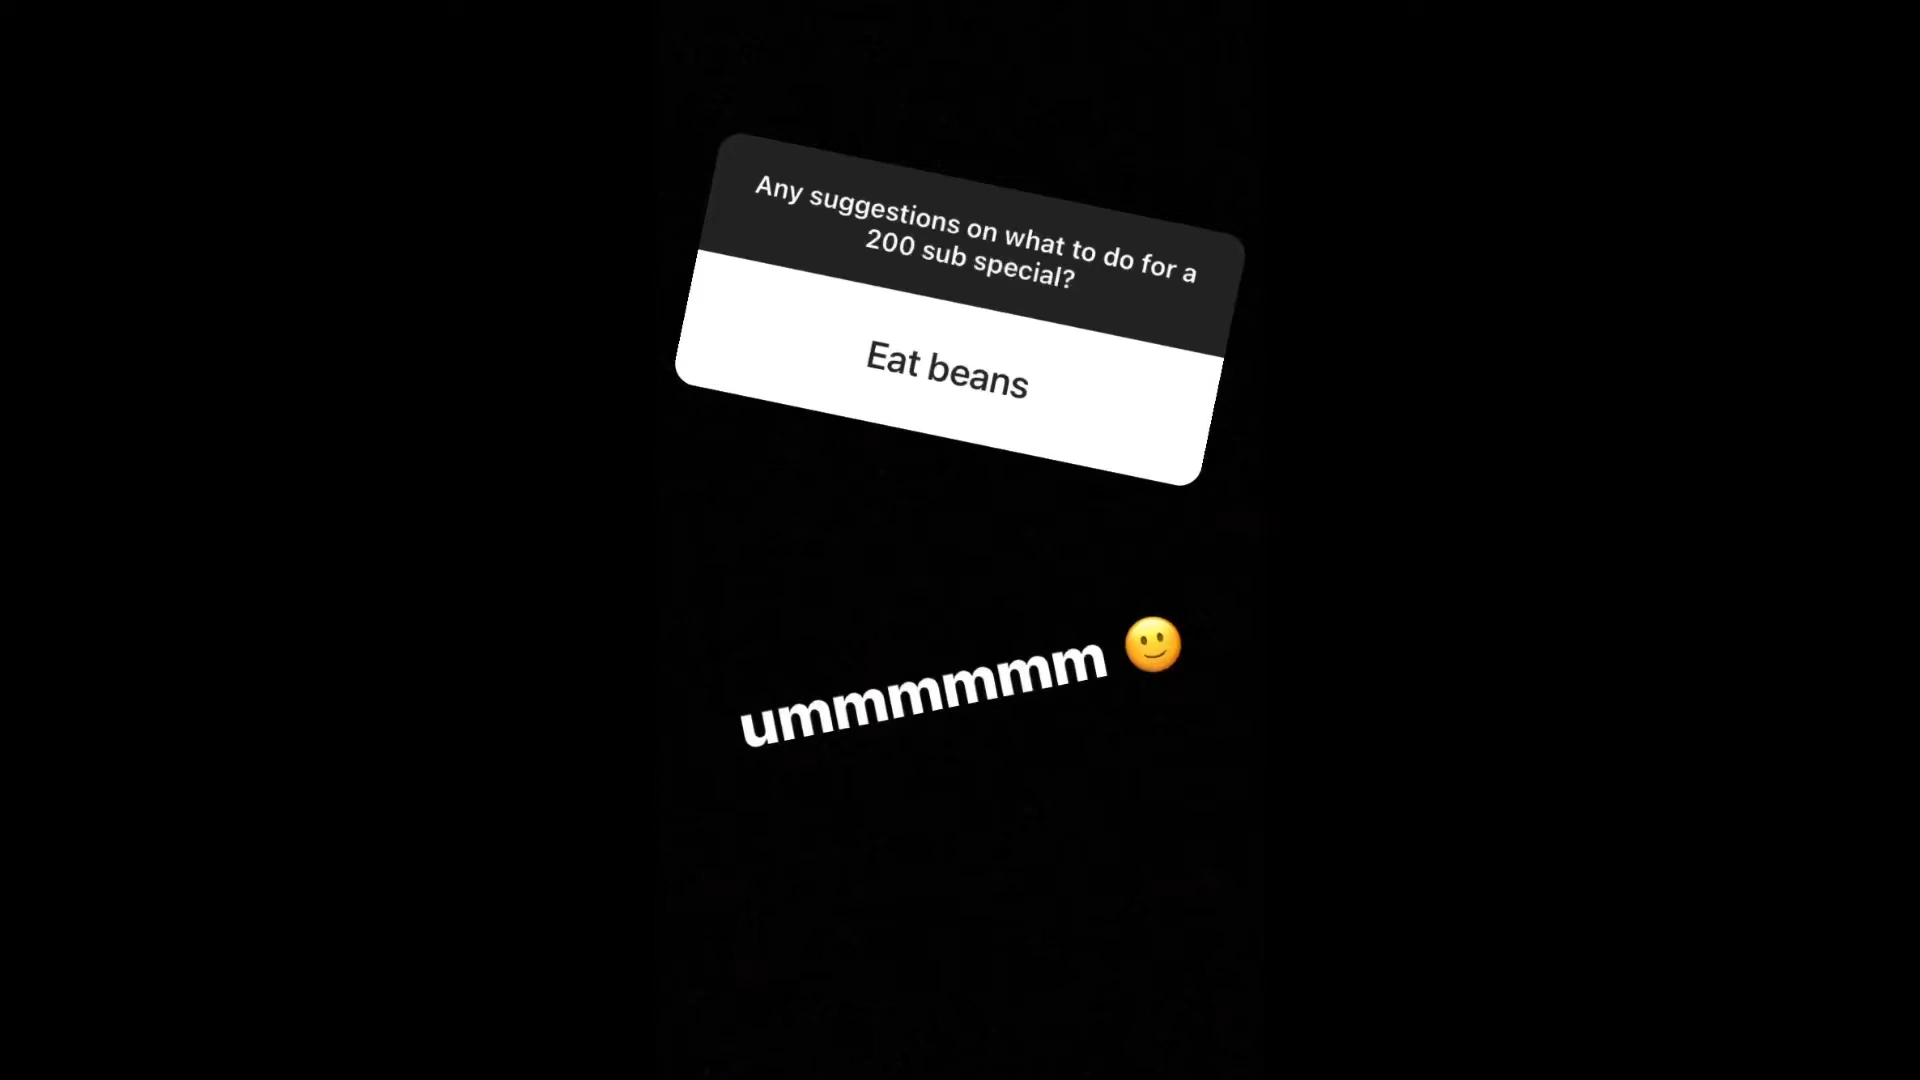 Any suggestions on what to do for a
200 sub special?
Eat beans
ummmmmm 🙂